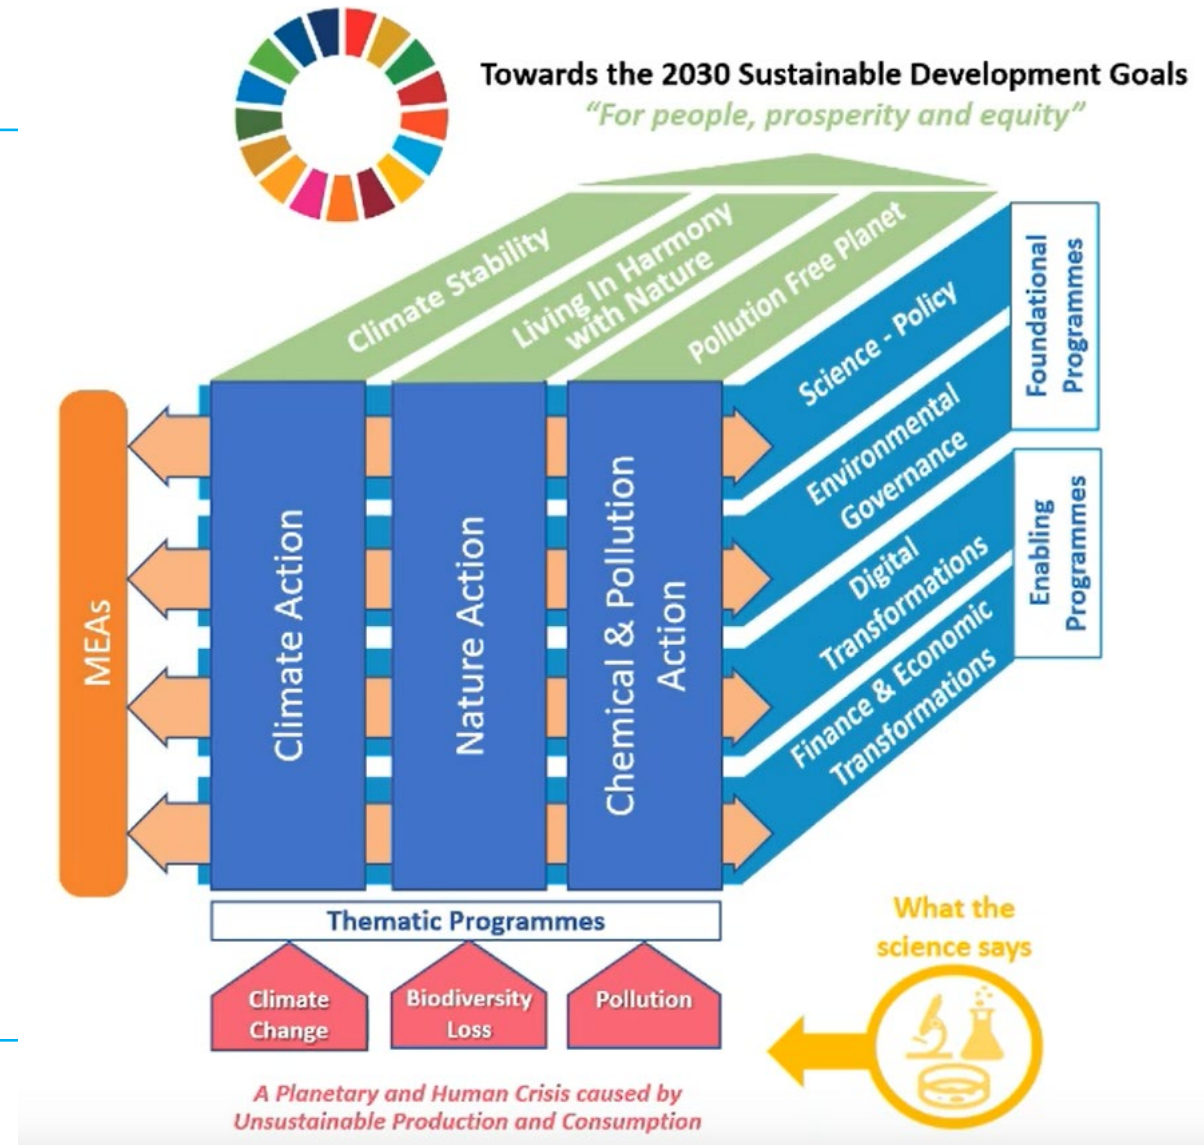 Towards the 2030 Sustainable Development Goals
“For people, prosperity and equity”
Climate Stability
Living In Harmony
with Nature
Pollution Free Planet
Science - Policy
Environmental
Governance
Digital
Transformations
Finance & Economic
Transformations
Foundational
Programmes
Enabling
Programmes
MEAs
Climate Action
Nature Action
Chemical & Pollution
Action
Thematic Programmes
Climate
Change
Biodiversity
Loss
Pollution
What the
science says
A Planetary and Human Crisis caused by
Unsustainable Production and Consumption